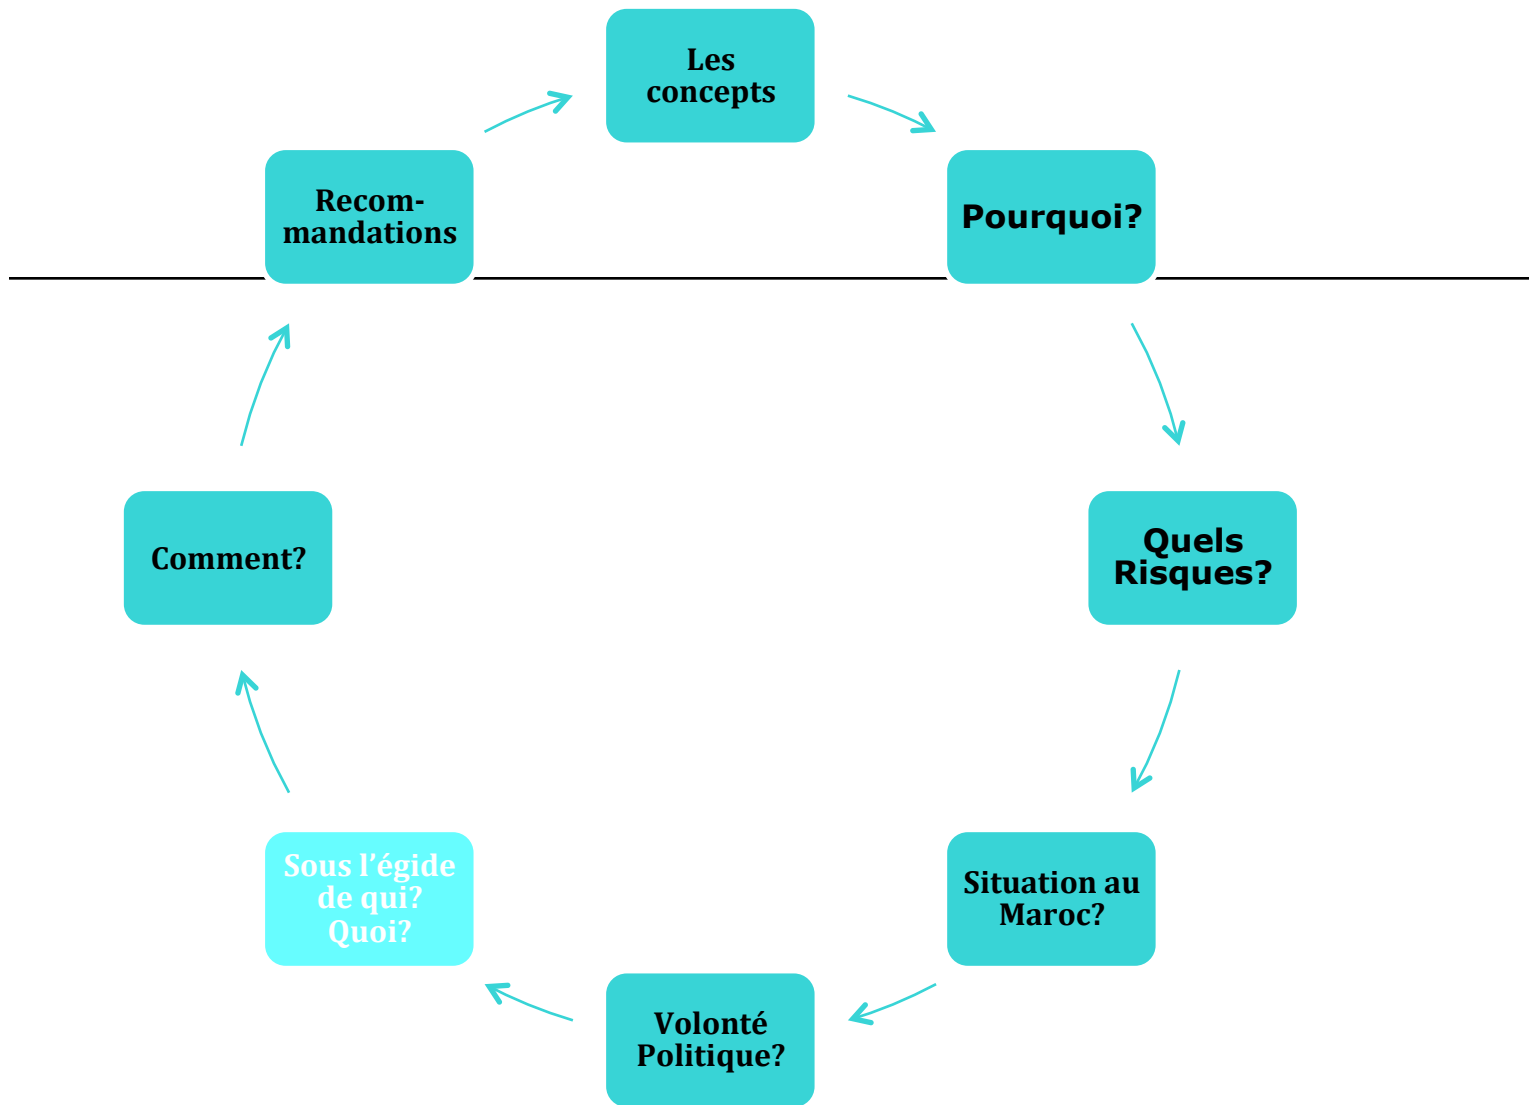 Les
concepts
Pourquoi?
Quels
Risques?
Situation au
Maroc?
Volonté
Politique?
Sous l’égide
de qui?
Quoi?
Comment?
Recom-
mandations